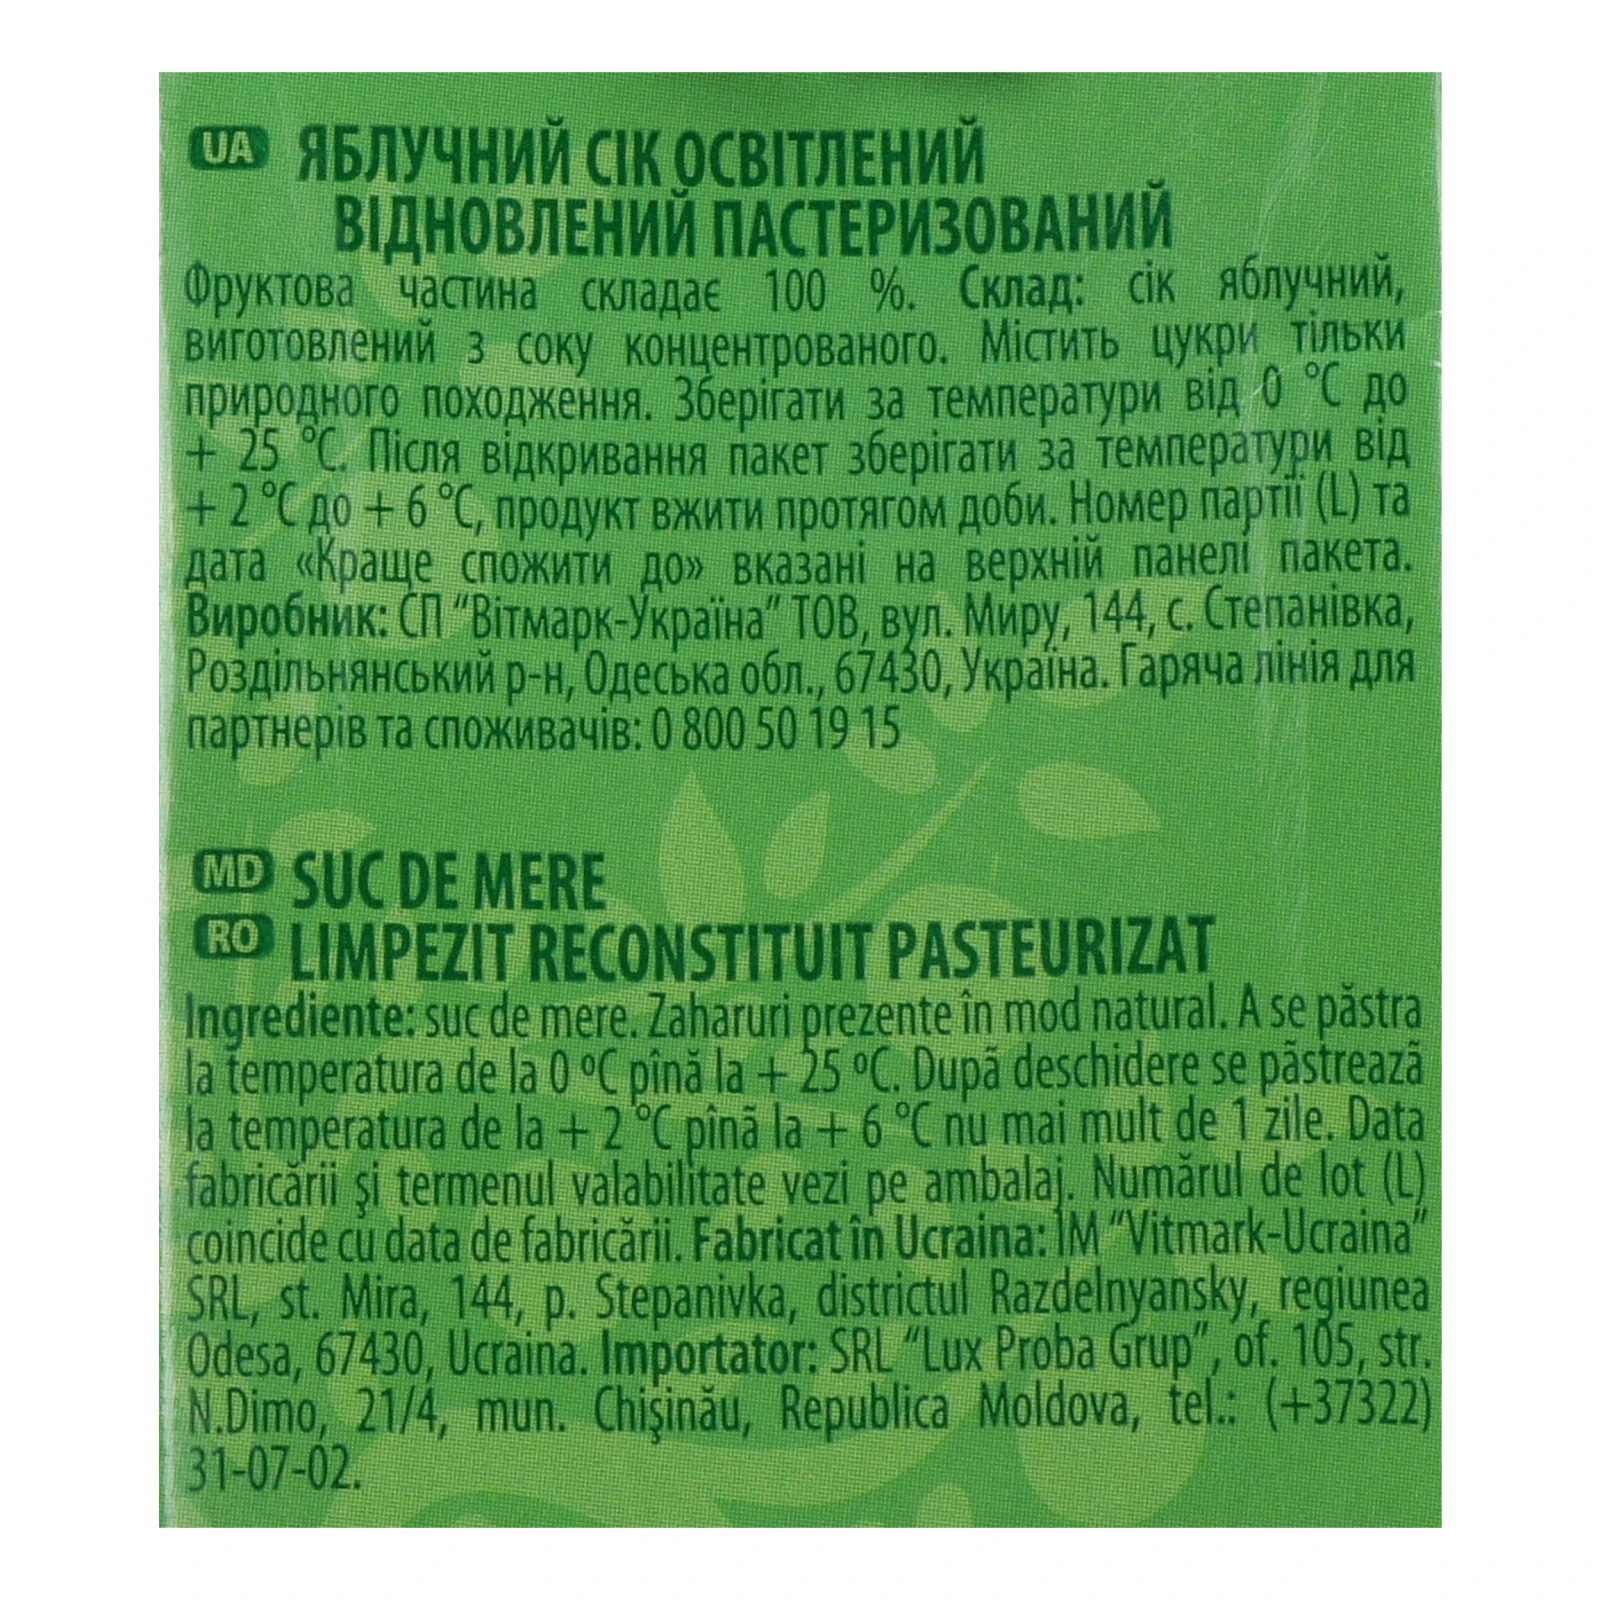 UA ЯБЛУЧНИЙ СІК ОСВІТЛЕНИЙ
ВІДНОВЛЕНИЙ ПАСТЕРИЗОВАНИЙ
Фруктова частина складає 100 %. Склад: сік яблучний,
виготовлений з соку концентрованого. Містить цукри тільки
природного походження. Зберігати за температури від 0 °С до
+ 25 °С. Після відкривання пакет зберігати за температури від
+ 2 °С до + 6 °С, продукт вжити протягом доби. Номер партії (L) та
дата «Краще спожити до» вказані на верхній панелі пакета.
Виробник: СП "Вітмарк-Україна" ТОВ, вул. Миру, 144, с. Степанівка,
Роздільнянський р-н, Одеська обл., 67430, Україна. Гаряча лінія для
партнерів та споживачів: 0 800 50 19 15
MD SUC DE MERE
RO LIMPEZIT RECONSTITUIT PASTEURIZAT
Ingrediente: suc de mere. Zaharuri prezente în mod natural. A se păstra
la temperatura de la 0 ºC pînă la + 25 ºC. După deschidere se păstrează
la temperatura de la + 2 °C pînă la + 6 °C nu mai mult de 1 zile. Data
fabricării și termenul valabilitate vezi pe ambalaj. Numărul de lot (L)
coincide cu data de fabricării. Fabricat în Ucraina: ÎM "Vitmark-Ucraina"
SRL, st. Mira, 144, p. Stepanivka, districtul Razdelnyansky, regiunea
Odesa, 67430, Ucraina. Importator: SRL "Lux Proba Grup", of. 105, str.
N.Dimo, 21/4, mun. Chişinău, Republica Moldova, tel.: (+37322)
31-07-02.